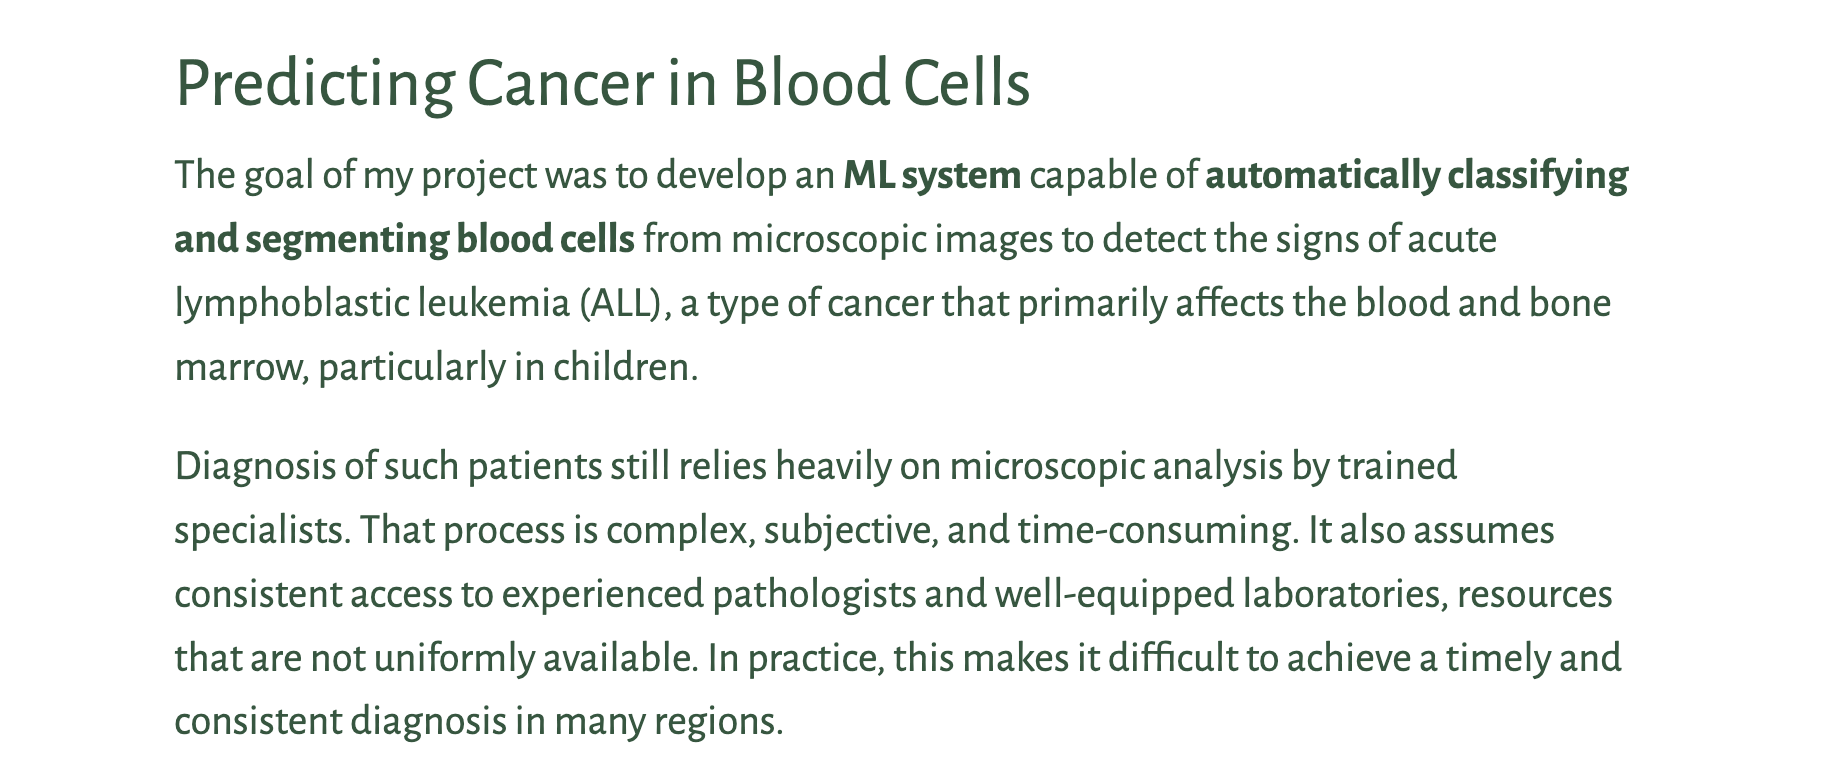 Predicting Cancer in Blood Cells
The goal of my project was to develop an ML system capable of automatically classifying
and segmenting blood cells from microscopic images to detect the signs of acute
lymphoblastic leukemia (ALL), a type of cancer that primarily affects the blood and bone
marrow, particularly in children.
Diagnosis of such patients still relies heavily on microscopic analysis by trained
specialists. That process is complex, subjective, and time-consuming. It also assumes
consistent access to experienced pathologists and well-equipped laboratories, resources
that are not uniformly available. In practice, this makes it difficult to achieve a timely and
consistent diagnosis in many regions.